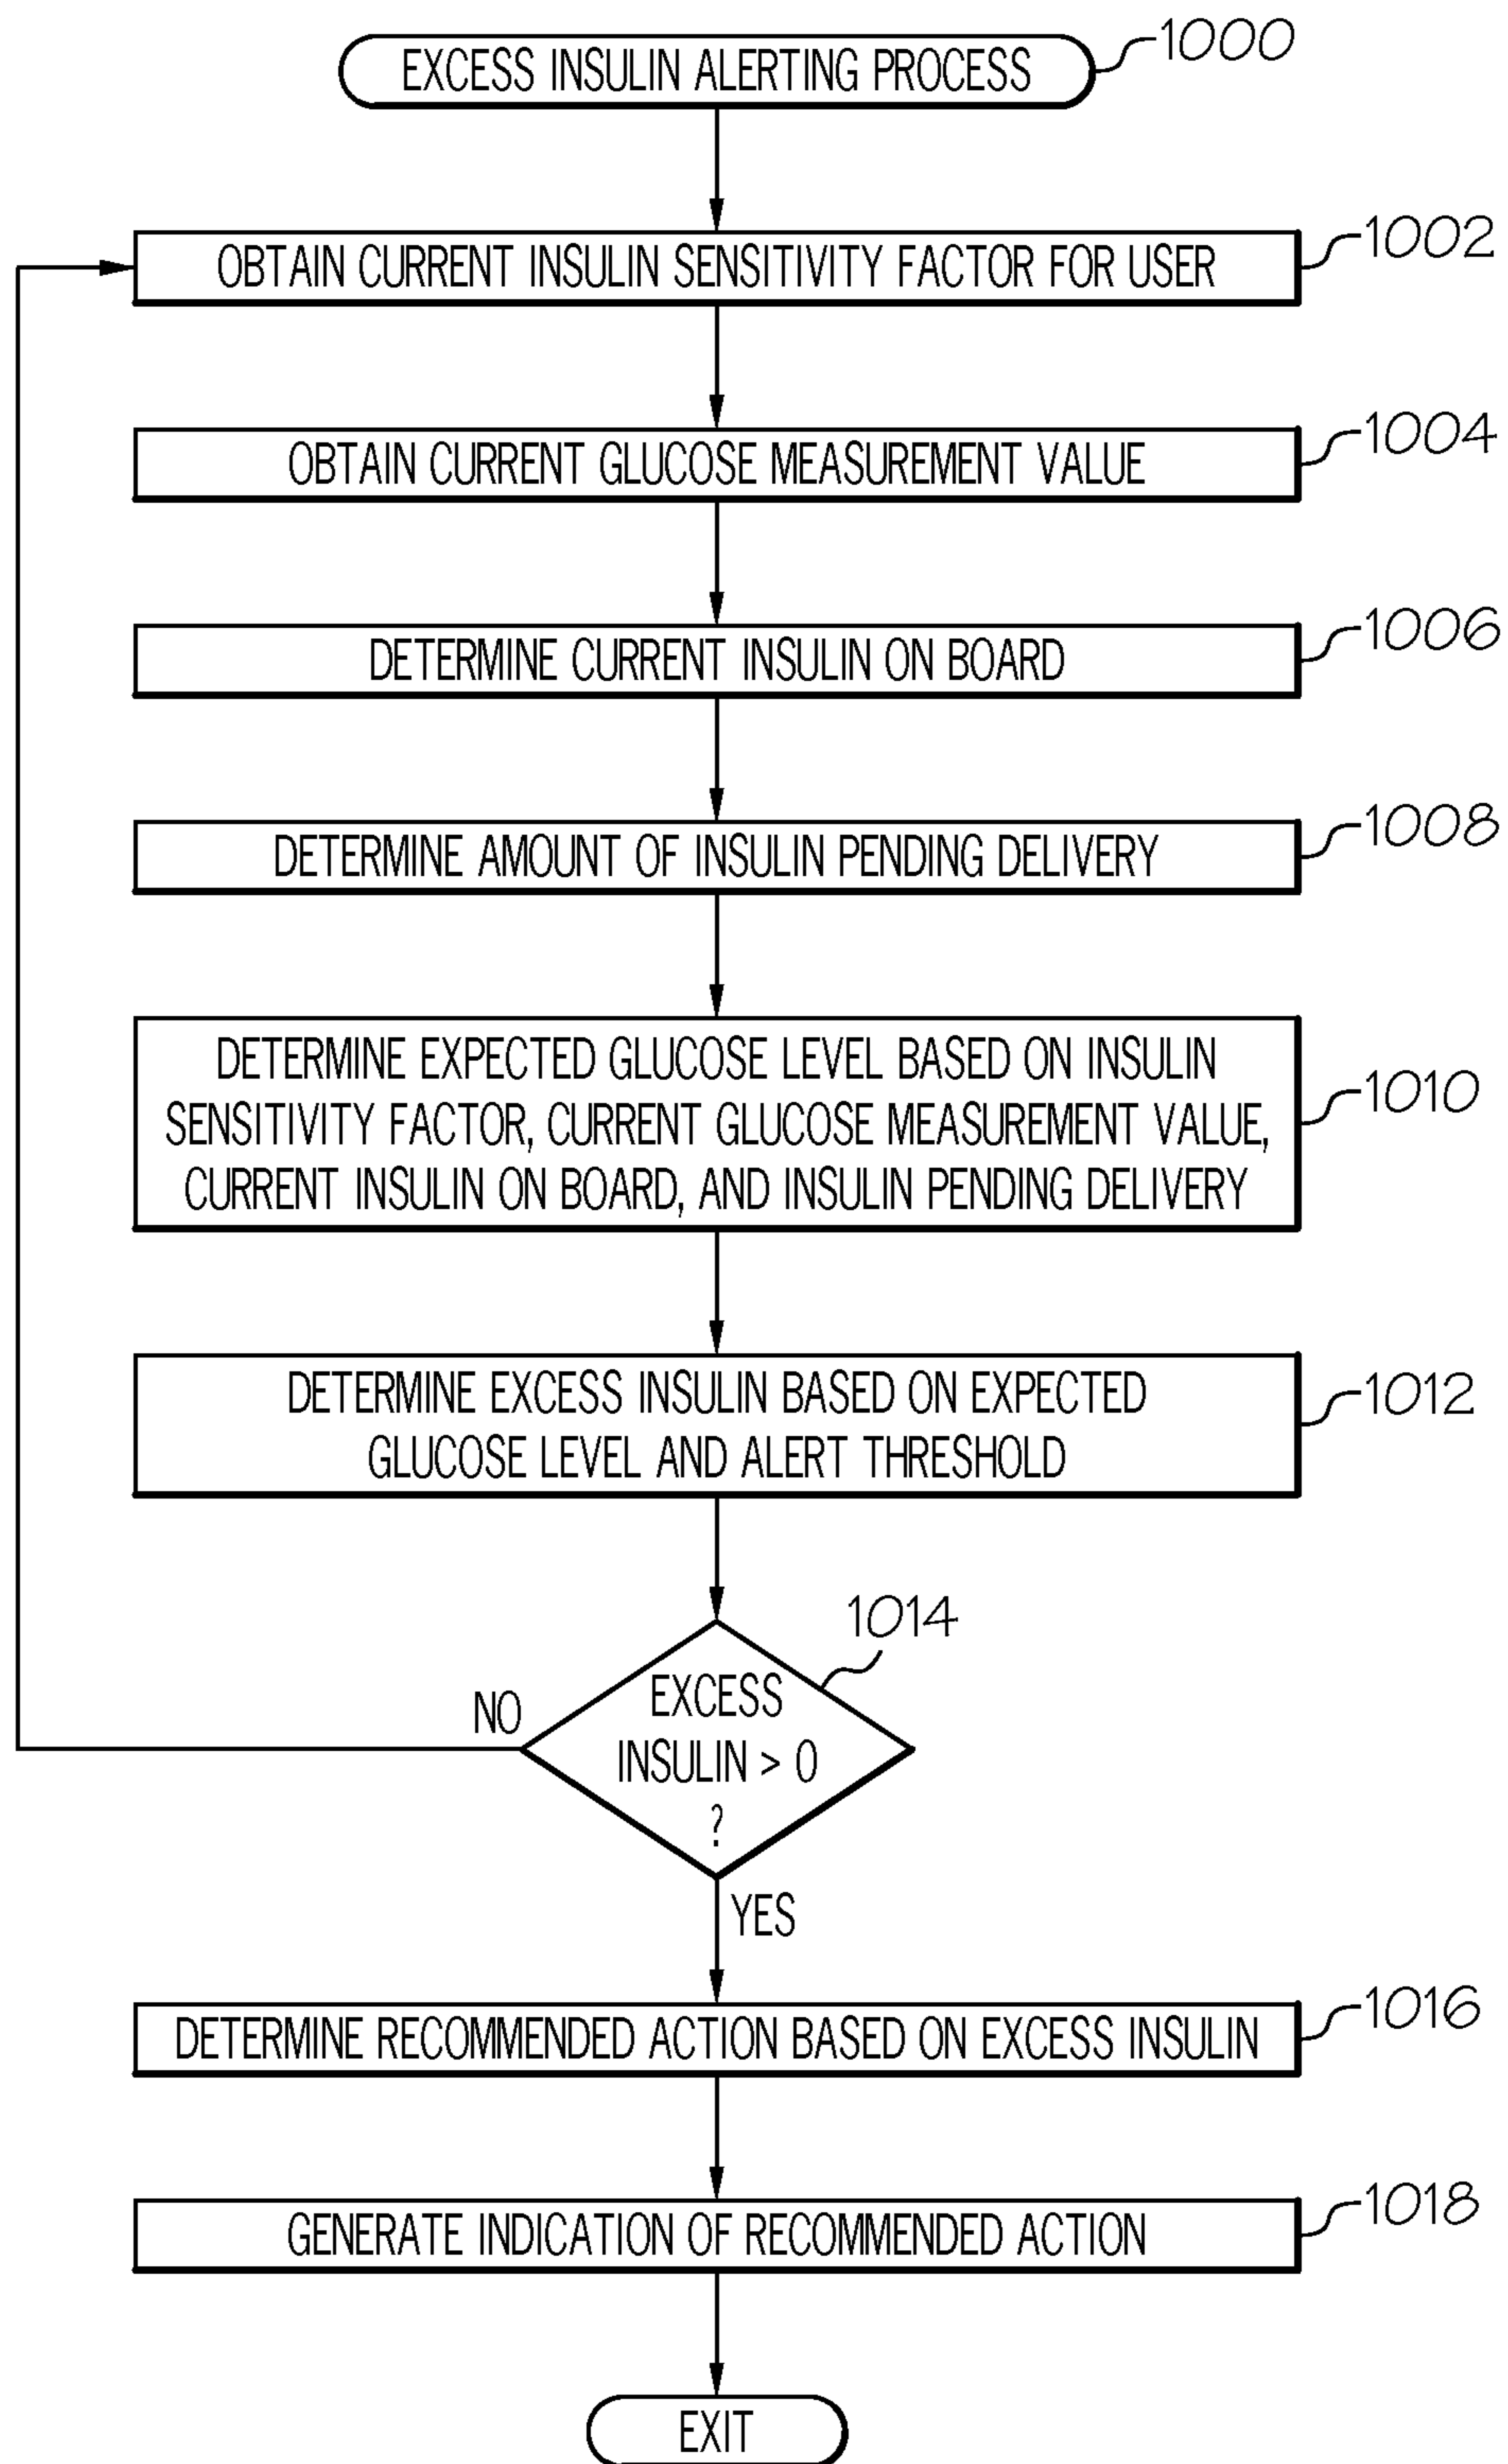 EXCESS INSULIN ALERTING PROCESS
1000
OBTAIN CURRENT INSULIN SENSITIVITY FACTOR FOR USER
1002
OBTAIN CURRENT GLUCOSE MEASUREMENT VALUE
1004
DETERMINE CURRENT INSULIN ON BOARD
1006
DETERMINE AMOUNT OF INSULIN PENDING DELIVERY
1008
DETERMINE EXPECTED GLUCOSE LEVEL BASED ON INSULIN
SENSITIVITY FACTOR, CURRENT GLUCOSE MEASUREMENT VALUE,
CURRENT INSULIN ON BOARD, AND INSULIN PENDING DELIVERY
1010
DETERMINE EXCESS INSULIN BASED ON EXPECTED
GLUCOSE LEVEL AND ALERT THRESHOLD
1012
1014
EXCESS
INSULIN > 0
?
NO
YES
DETERMINE RECOMMENDED ACTION BASED ON EXCESS INSULIN
1016
GENERATE INDICATION OF RECOMMENDED ACTION
1018
EXIT